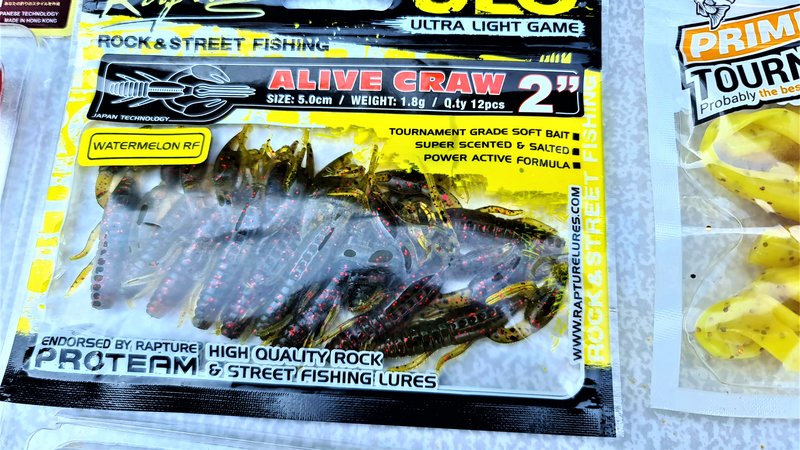 JAPANESE TECHNOLOGY
MADE IN HONG KONG
ULTRA LIGHT GAME
ROCK & STREET FISHING
ALIVE CRAW 2”
SIZE: 5.0cm / WEIGHT: 1.8g / Q.ty 12pcs
JAPAN TECHNOLOGY
WATERMELON RF
TOURNAMENT GRADE SOFT BAIT
SUPER SCENTED & SALTED
POWER ACTIVE FORMULA
WWW.RAPTURELURES.COM
ROCK & STREET FISHING
ENDORSED BY RAPTURE
PROTEAM
HIGH QUALITY ROCK
& STREET FISHING LURES
PRIM
TOURN
Probably the bes